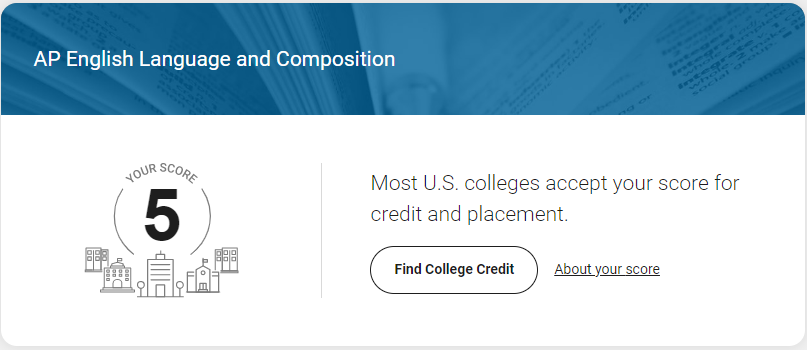 AP English Language and Composition
YOUR SCORE
5
Most U.S. colleges accept your score for
credit and placement.
Find College Credit
About your score